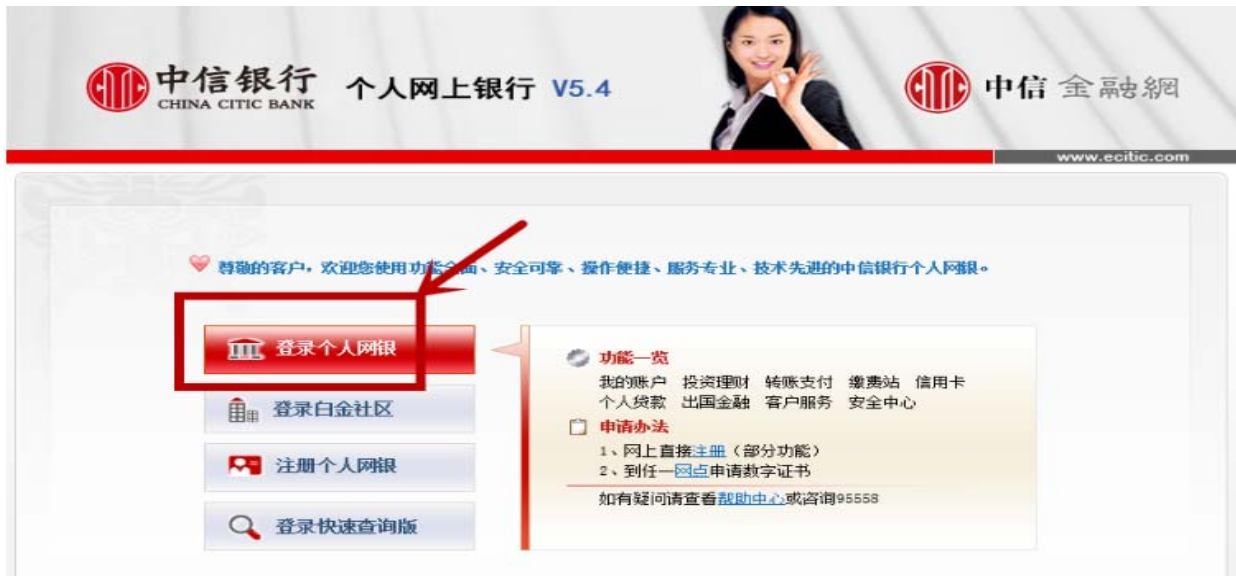 中信银行
CHINA CITIC BANK
个人网上银行 V5.4
中信金融網
www.ecitic.com
尊敬的客户，欢迎您使用功能全面、安全可靠、操作便捷、服务专业、技术先进的中信银行个人网银。
登录个人网银
登录白金社区
注册个人网银
登录快速查询版
功能一览
我的账户 投资理财 转账支付 缴费站 信用卡
个人贷款 出国金融 客户服务 安全中心
申请办法
1、网上直接注册（部分功能）
2、到任一网点申请数字证书
如有疑问请查看帮助中心或咨询95558